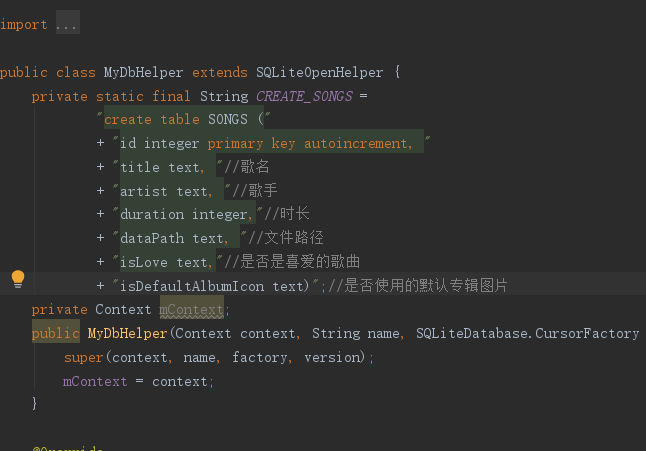 import ...
public class MyDbHelper extends SQLiteOpenHelper {
private static final String CREATE_SONGS =
"create table SONGS ("
+ "id integer primary key autoincrement, "
+ "title text, "//歌名
+ "artist text, "//歌手
+ "duration integer,"//时长
+ "dataPath text, "//文件路径
+ "isLove text,"//是否是喜爱的歌曲
+ "isDefaultAlbumIcon text)";//是否使用的默认专辑图片
private Context mContext;
public MyDbHelper(Context context, String name, SQLiteDatabase.CursorFactory
super(context, name, factory, version);
mContext = context;
}
@Override